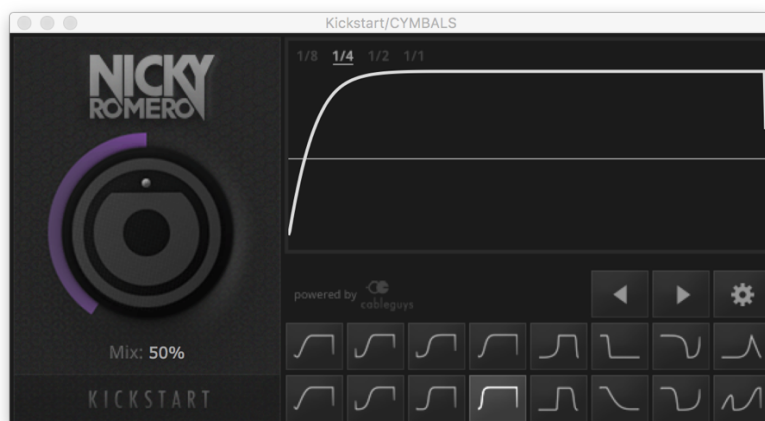 Kickstart/CYMBALS
NICKY
ROMERO
1/8 1/4 1/2 1/1
powered by cableguys
Mix: 50%
KICKSTART